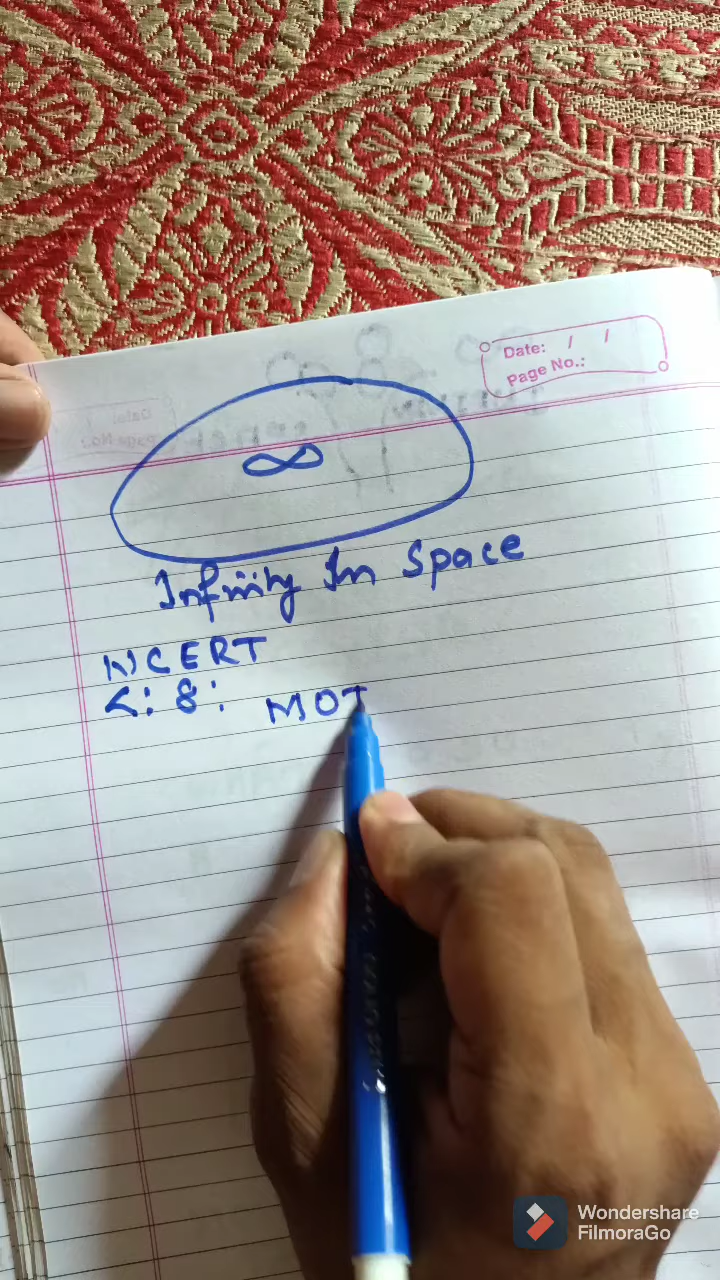 Date: / /
Page No.:
∞
Infinity In Space
NCERT
C: 8: MOT
Wondershare
FilmoraGo